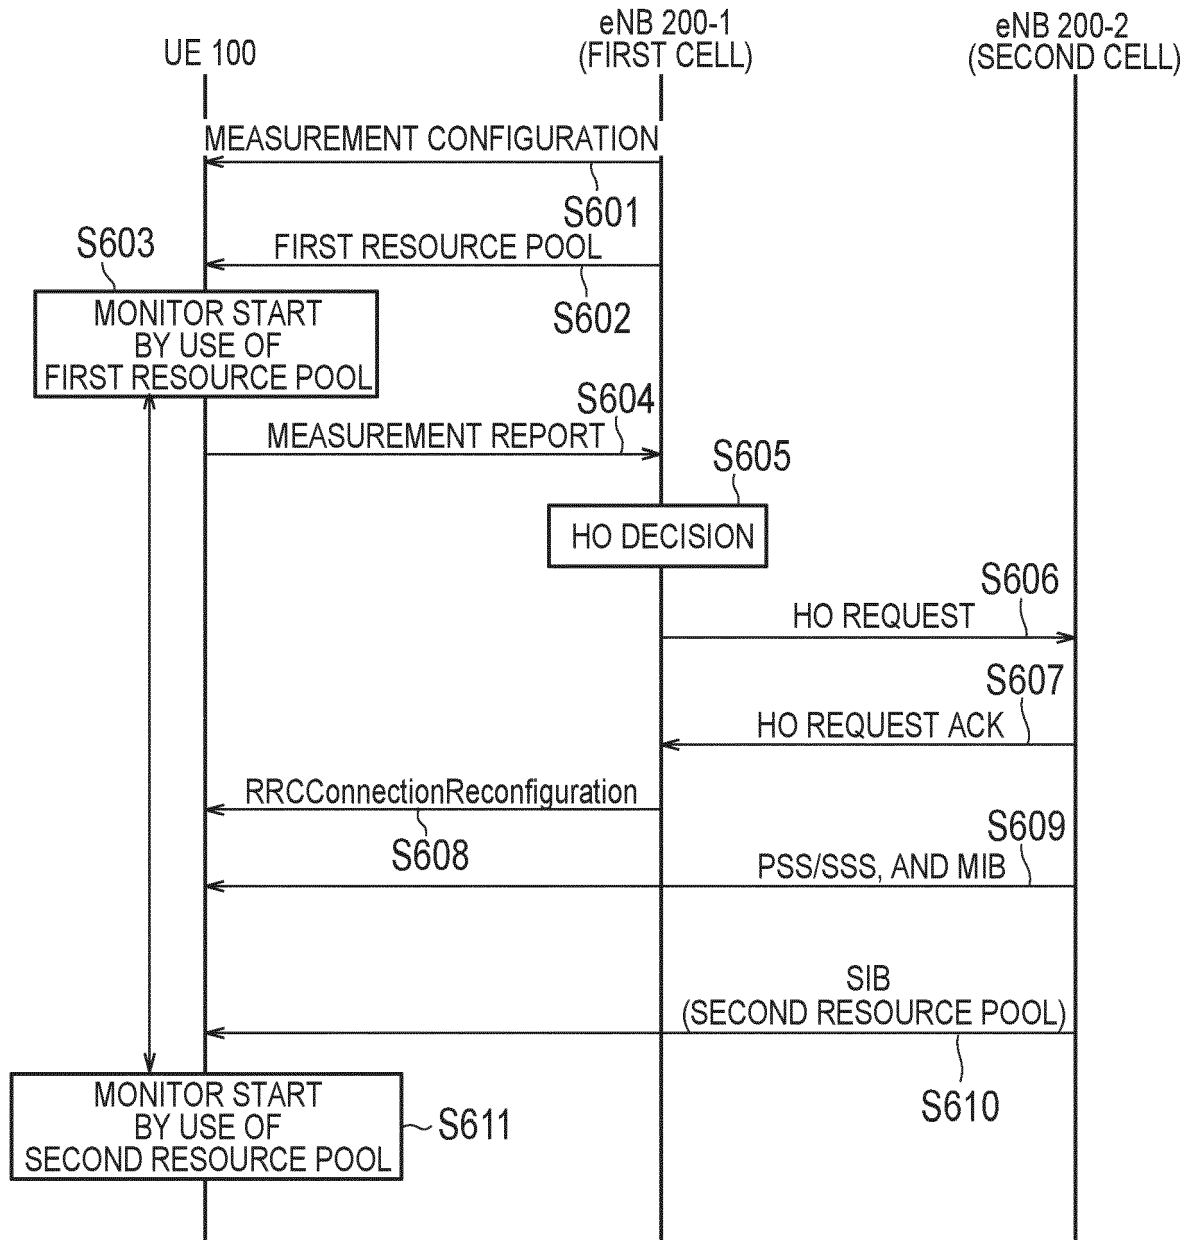 UE 100
eNB 200-1
(FIRST CELL)
eNB 200-2
(SECOND CELL)
MEASUREMENT CONFIGURATION
S601
S603
FIRST RESOURCE POOL
S602
MONITOR START
BY USE OF
FIRST RESOURCE POOL
S604
MEASUREMENT REPORT
S605
HO DECISION
S606
HO REQUEST
S607
HO REQUEST ACK
RRCConnectionReconfiguration
S608
S609
PSS/SSS, AND MIB
SIB
(SECOND RESOURCE POOL)
S610
MONITOR START
BY USE OF
SECOND RESOURCE POOL
S611